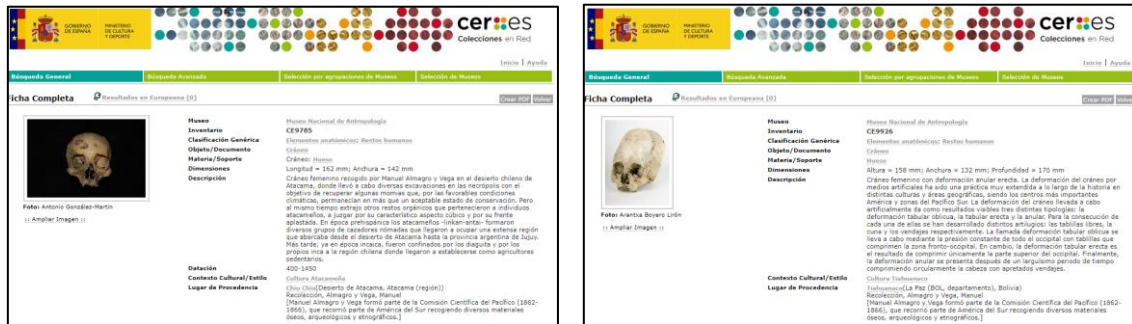 GOBIERNO DE ESPAÑA
MINISTERIO DE CULTURA Y DEPORTE
cer es
Colecciones en Red
Inicio | Ayuda
Búsqueda General Búsqueda Avanzada Selección por agrupaciones de Museos Selección de Museos
Ficha Completa Resultados en Europeana (0) Crear PDF Volver
Museo Museo Nacional de Antropología
Inventario CE9785
Clasificación Genérica Elementos anatómicos; Restos humanos
Objeto/Documento Cráneo
Materia/Soporte Cráneo: Hueso
Dimensiones Longitud = 162 mm; Anchura = 142 mm
Descripción Cráneo femenino recogido por Manuel Almagro y Vega en el desierto chileno de
Atacama, donde llevó a cabo diversas excavaciones en las necrópolis con el
objetivo de recuperar algunas momias que, por las favorables condiciones
climáticas, permanecían en más que un aceptable estado de conservación. Pero
al mismo tiempo extrajo otros restos orgánicos que pertenecieron a individuos
atacameños, a juzgar por su característico aspecto cúbico y por su frente
aplastada. En época prehispánica los atacameños -linkan-antai- formaron
diversos grupos de cazadores nómadas que llegaron a ocupar una extensa región
que abarcaba desde el desierto de Atacama hasta la provincia argentina de Jujuy.
Más tarde, ya en época incaica, fueron confinados por los diaguita y por los
propios inca a la región chilena donde llegaron a establecerse como agricultores
sedentarios.
Foto: Antonio González-Martín
:: Ampliar Imagen ::
Datación 400-1450
Contexto Cultural/Estilo Cultura Atacameña
Lugar de Procedencia Chiu Chiu(Desierto de Atacama, Atacama (región))
Recolección, Almagro y Vega, Manuel
[Manuel Almagro y Vega formó parte de la Comisión Científica del Pacífico (1862-
1866), que recorrió parte de América del Sur recogiendo diversos materiales
óseos, arqueológicos y etnográficos.]
GOBIERNO DE ESPAÑA
MINISTERIO DE CULTURA Y DEPORTE
cer es
Colecciones en Red
Inicio | Ayuda
Búsqueda General Búsqueda Avanzada Selección por agrupaciones de Museos Selección de Museos
Ficha Completa Resultados en Europeana (0) Crear PDF Volver
Museo Museo Nacional de Antropología
Inventario CE9926
Clasificación Genérica Elementos anatómicos; Restos humanos
Objeto/Documento Cráneo
Materia/Soporte Hueso
Dimensiones Altura = 158 mm; Anchura = 132 mm; Profundidad = 170 mm
Descripción Cráneo femenino con deformación anular erecta. La deformación del cráneo por
medios artificiales ha sido una práctica muy extendida a lo largo de la historia en
distintas culturas y áreas geográficas, siendo los centros más importantes
América y zonas del Pacífico Sur. La deformación del cráneo llevada a cabo
artificialmente da como resultados visibles tres distintas tipologías: la
deformación tabular oblicua, la tabular erecta y la anular. Para la consecución de
cada una de ellas se han desarrollado distintos artilugios: las tablillas libres, la
cuna y los vendajes respectivamente. La llamada deformación tabular oblicua se
lleva a cabo mediante la presión constante de todo el occipital con tablillas que
comprimen la zona fronto-occipital. En cambio, la deformación tabular erecta es
el resultado de comprimir únicamente la parte superior del occipital. Finalmente,
la deformación anular se presenta después de un larguísimo periodo de tiempo
comprimiendo circularmente la cabeza con apretados vendajes.
Foto: Arantxa Boyero Lirón
:: Ampliar Imagen ::
Contexto Cultural/Estilo Cultura Tiahuanaco
Lugar de Procedencia Tiahuanaco(La Paz (BOL, departamento), Bolivia)
Recolección, Almagro y Vega, Manuel
[Manuel Almagro y Vega formó parte de la Comisión Científica del Pacífico (1862-
1866), que recorrió parte de América del Sur recogiendo diversos materiales
óseos, arqueológicos y etnográficos.]